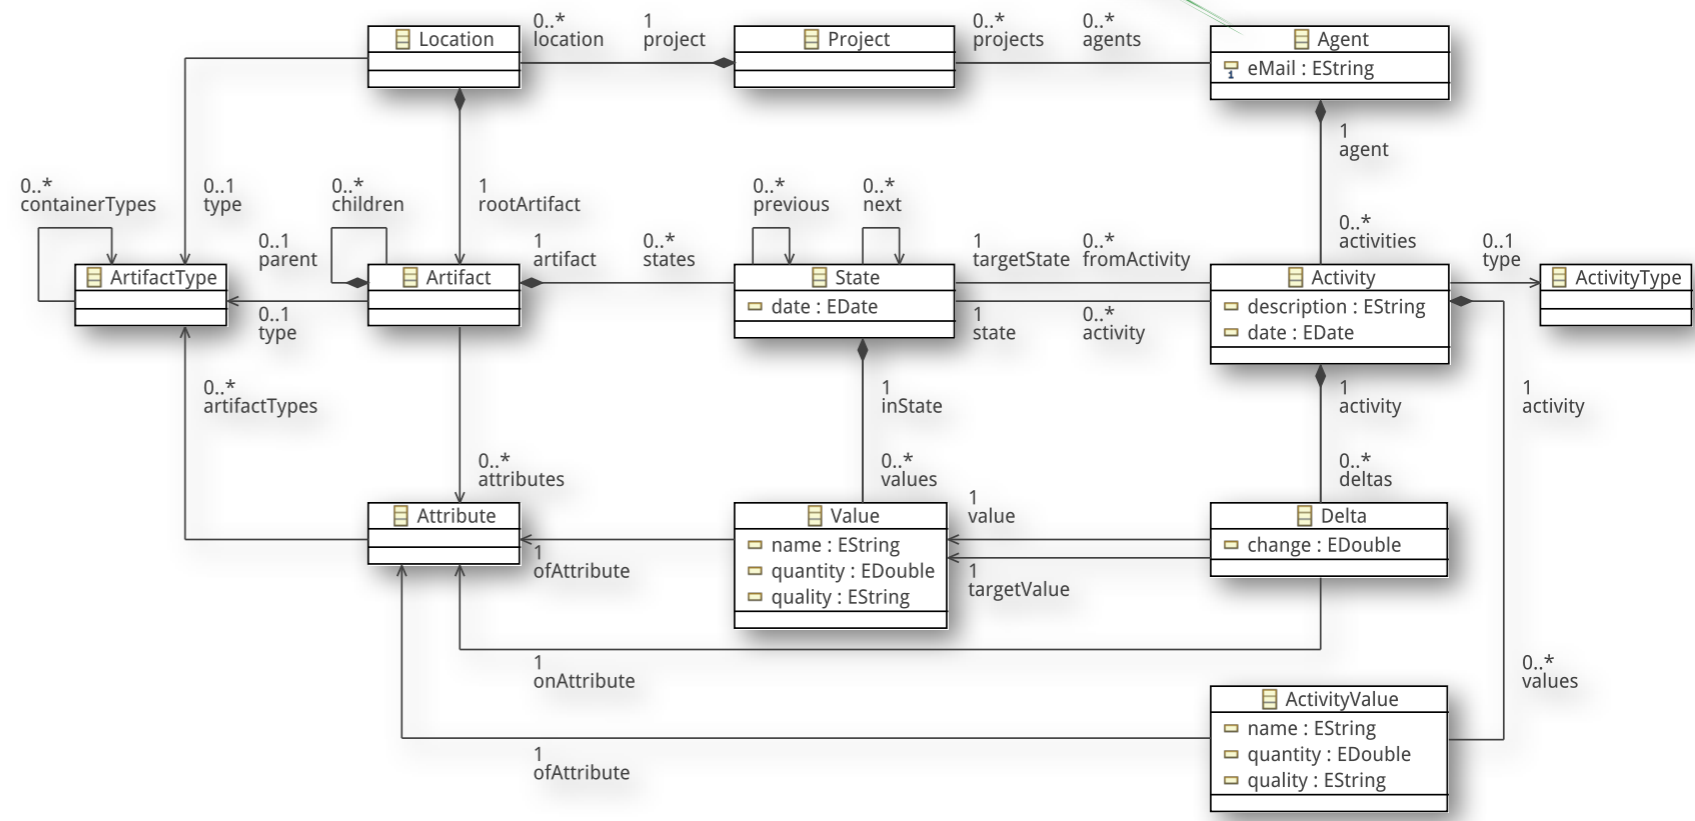 0..*
location
1
project
0..*
projects
0..*
agents
Location
Project
Agent
eMail : EString
1
agent
0..*
containerTypes
0..1
type
0..*
children
1
rootArtifact
0..*
previous
0..*
next
0..*
activities
0..1
parent
1
artifact
0..*
states
1
targetState
0..*
fromActivity
0..1
type
ArtifactType
Artifact
State
date : EDate
Activity
description : EString
date : EDate
ActivityType
0..1
type
1
state
0..*
activity
0..*
artifactTypes
1
inState
1
activity
1
activity
0..*
attributes
0..*
values
0..*
deltas
1
value
Attribute
Value
name : EString
quantity : EDouble
quality : EString
Delta
change : EDouble
1
ofAttribute
1
targetValue
1
onAttribute
0..*
values
ActivityValue
name : EString
quantity : EDouble
quality : EString
1
ofAttribute